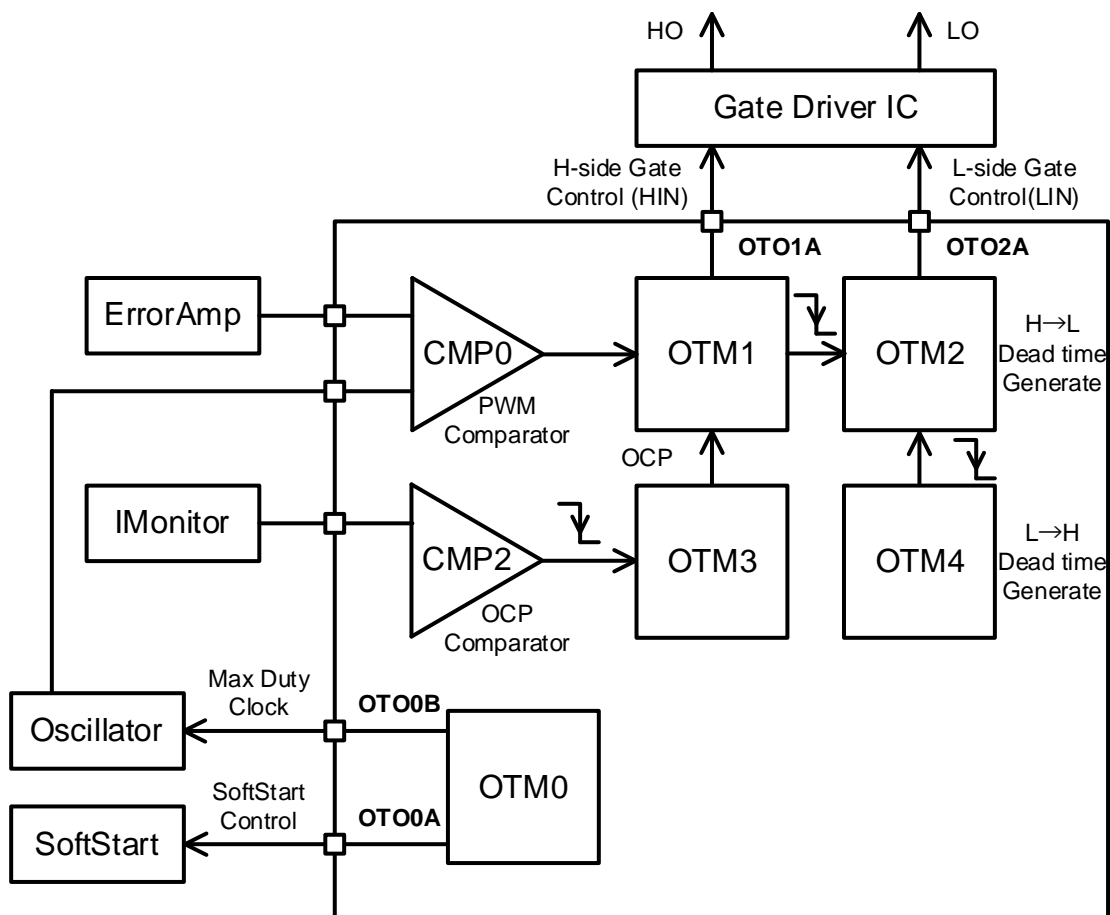 HO
LO
Gate Driver IC
H-side Gate
Control (HIN)
L-side Gate
Control(LIN)
OTO1A
OTO2A
ErrorAmp
CMP0
PWM
Comparator
OTM1
OTM2
H→L
Dead time
Generate
OCP
IMonitor
CMP2
OCP
Comparator
OTM3
OTM4
L→H
Dead time
Generate
Max Duty
Clock
OTO0B
Oscillator
OTM0
SoftStart
Control
OTO0A
SoftStart